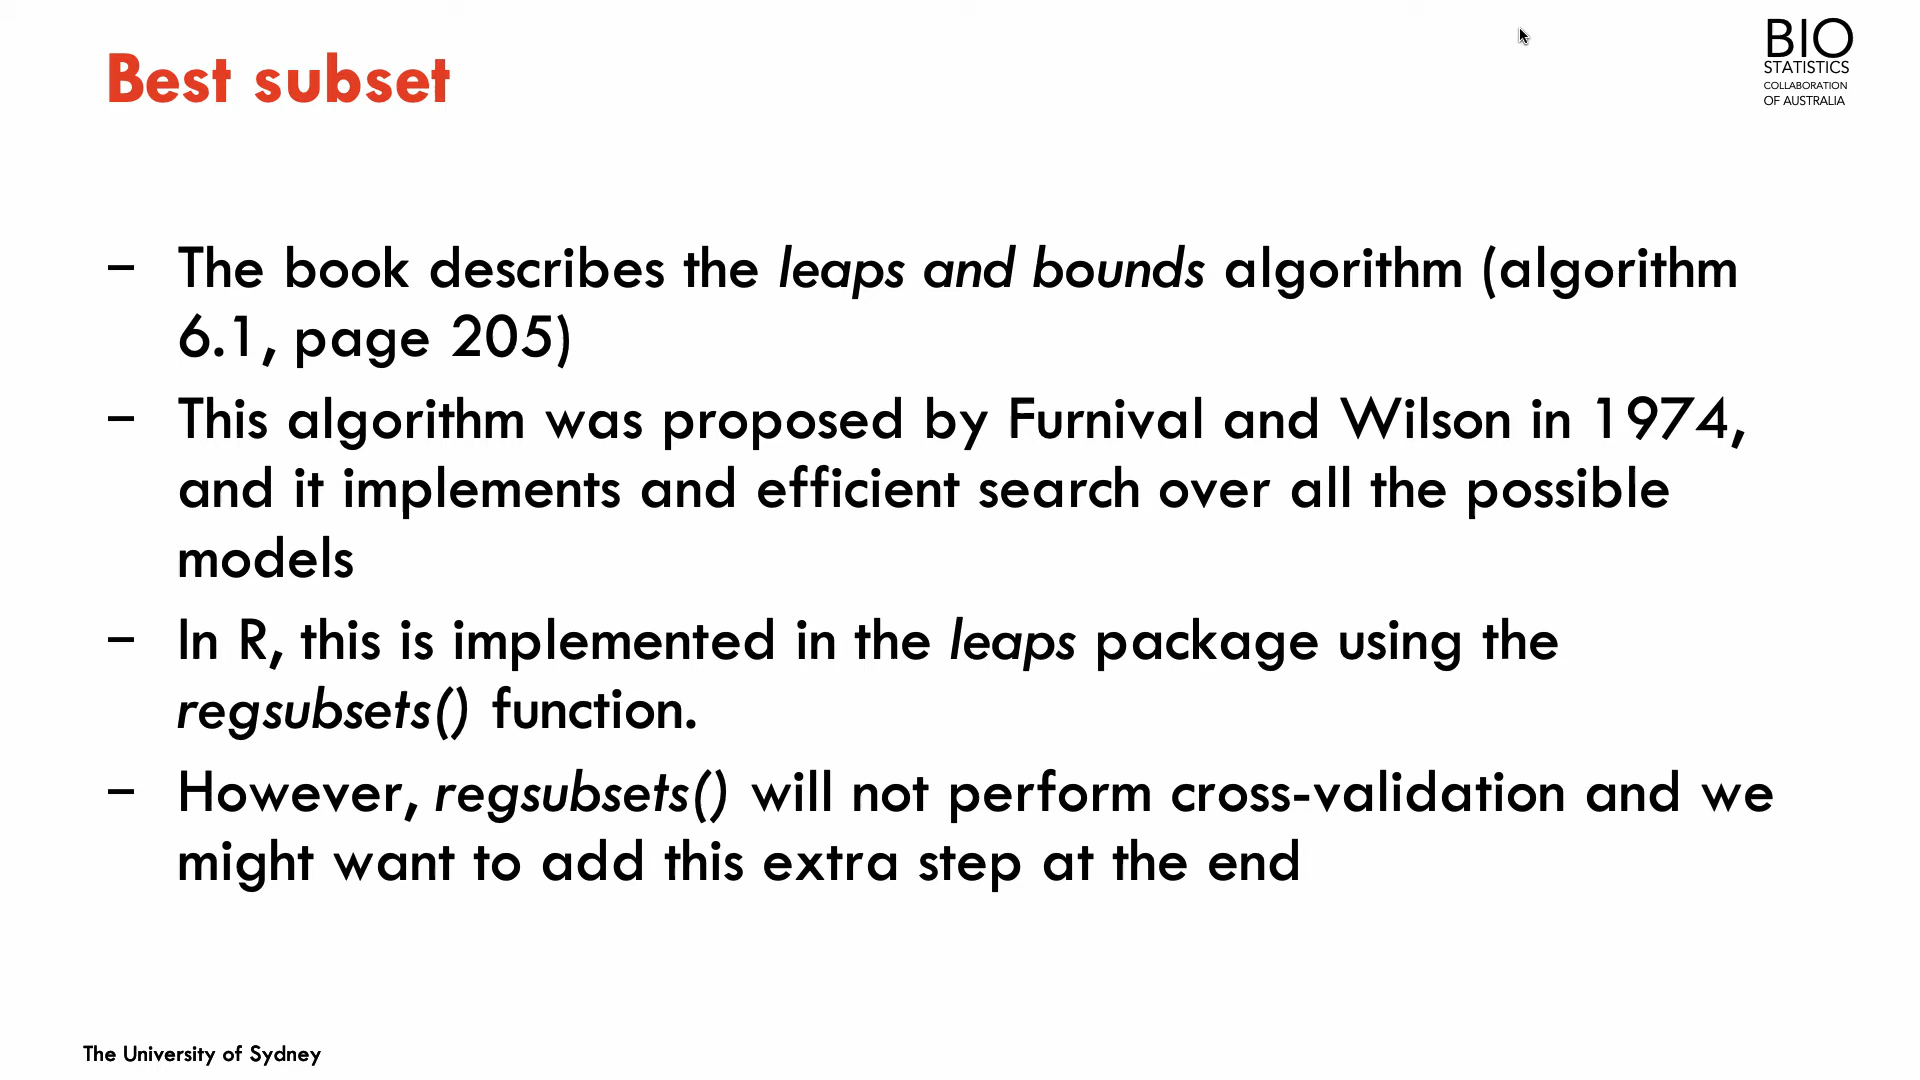 Best subset
BIO
STATISTICS
COLLABORATION
OF AUSTRALIA
– The book describes the leaps and bounds algorithm (algorithm
6.1, page 205)
– This algorithm was proposed by Furnival and Wilson in 1974,
and it implements and efficient search over all the possible
models
– In R, this is implemented in the leaps package using the
regsubsets() function.
– However, regsubsets() will not perform cross-validation and we
might want to add this extra step at the end
The University of Sydney